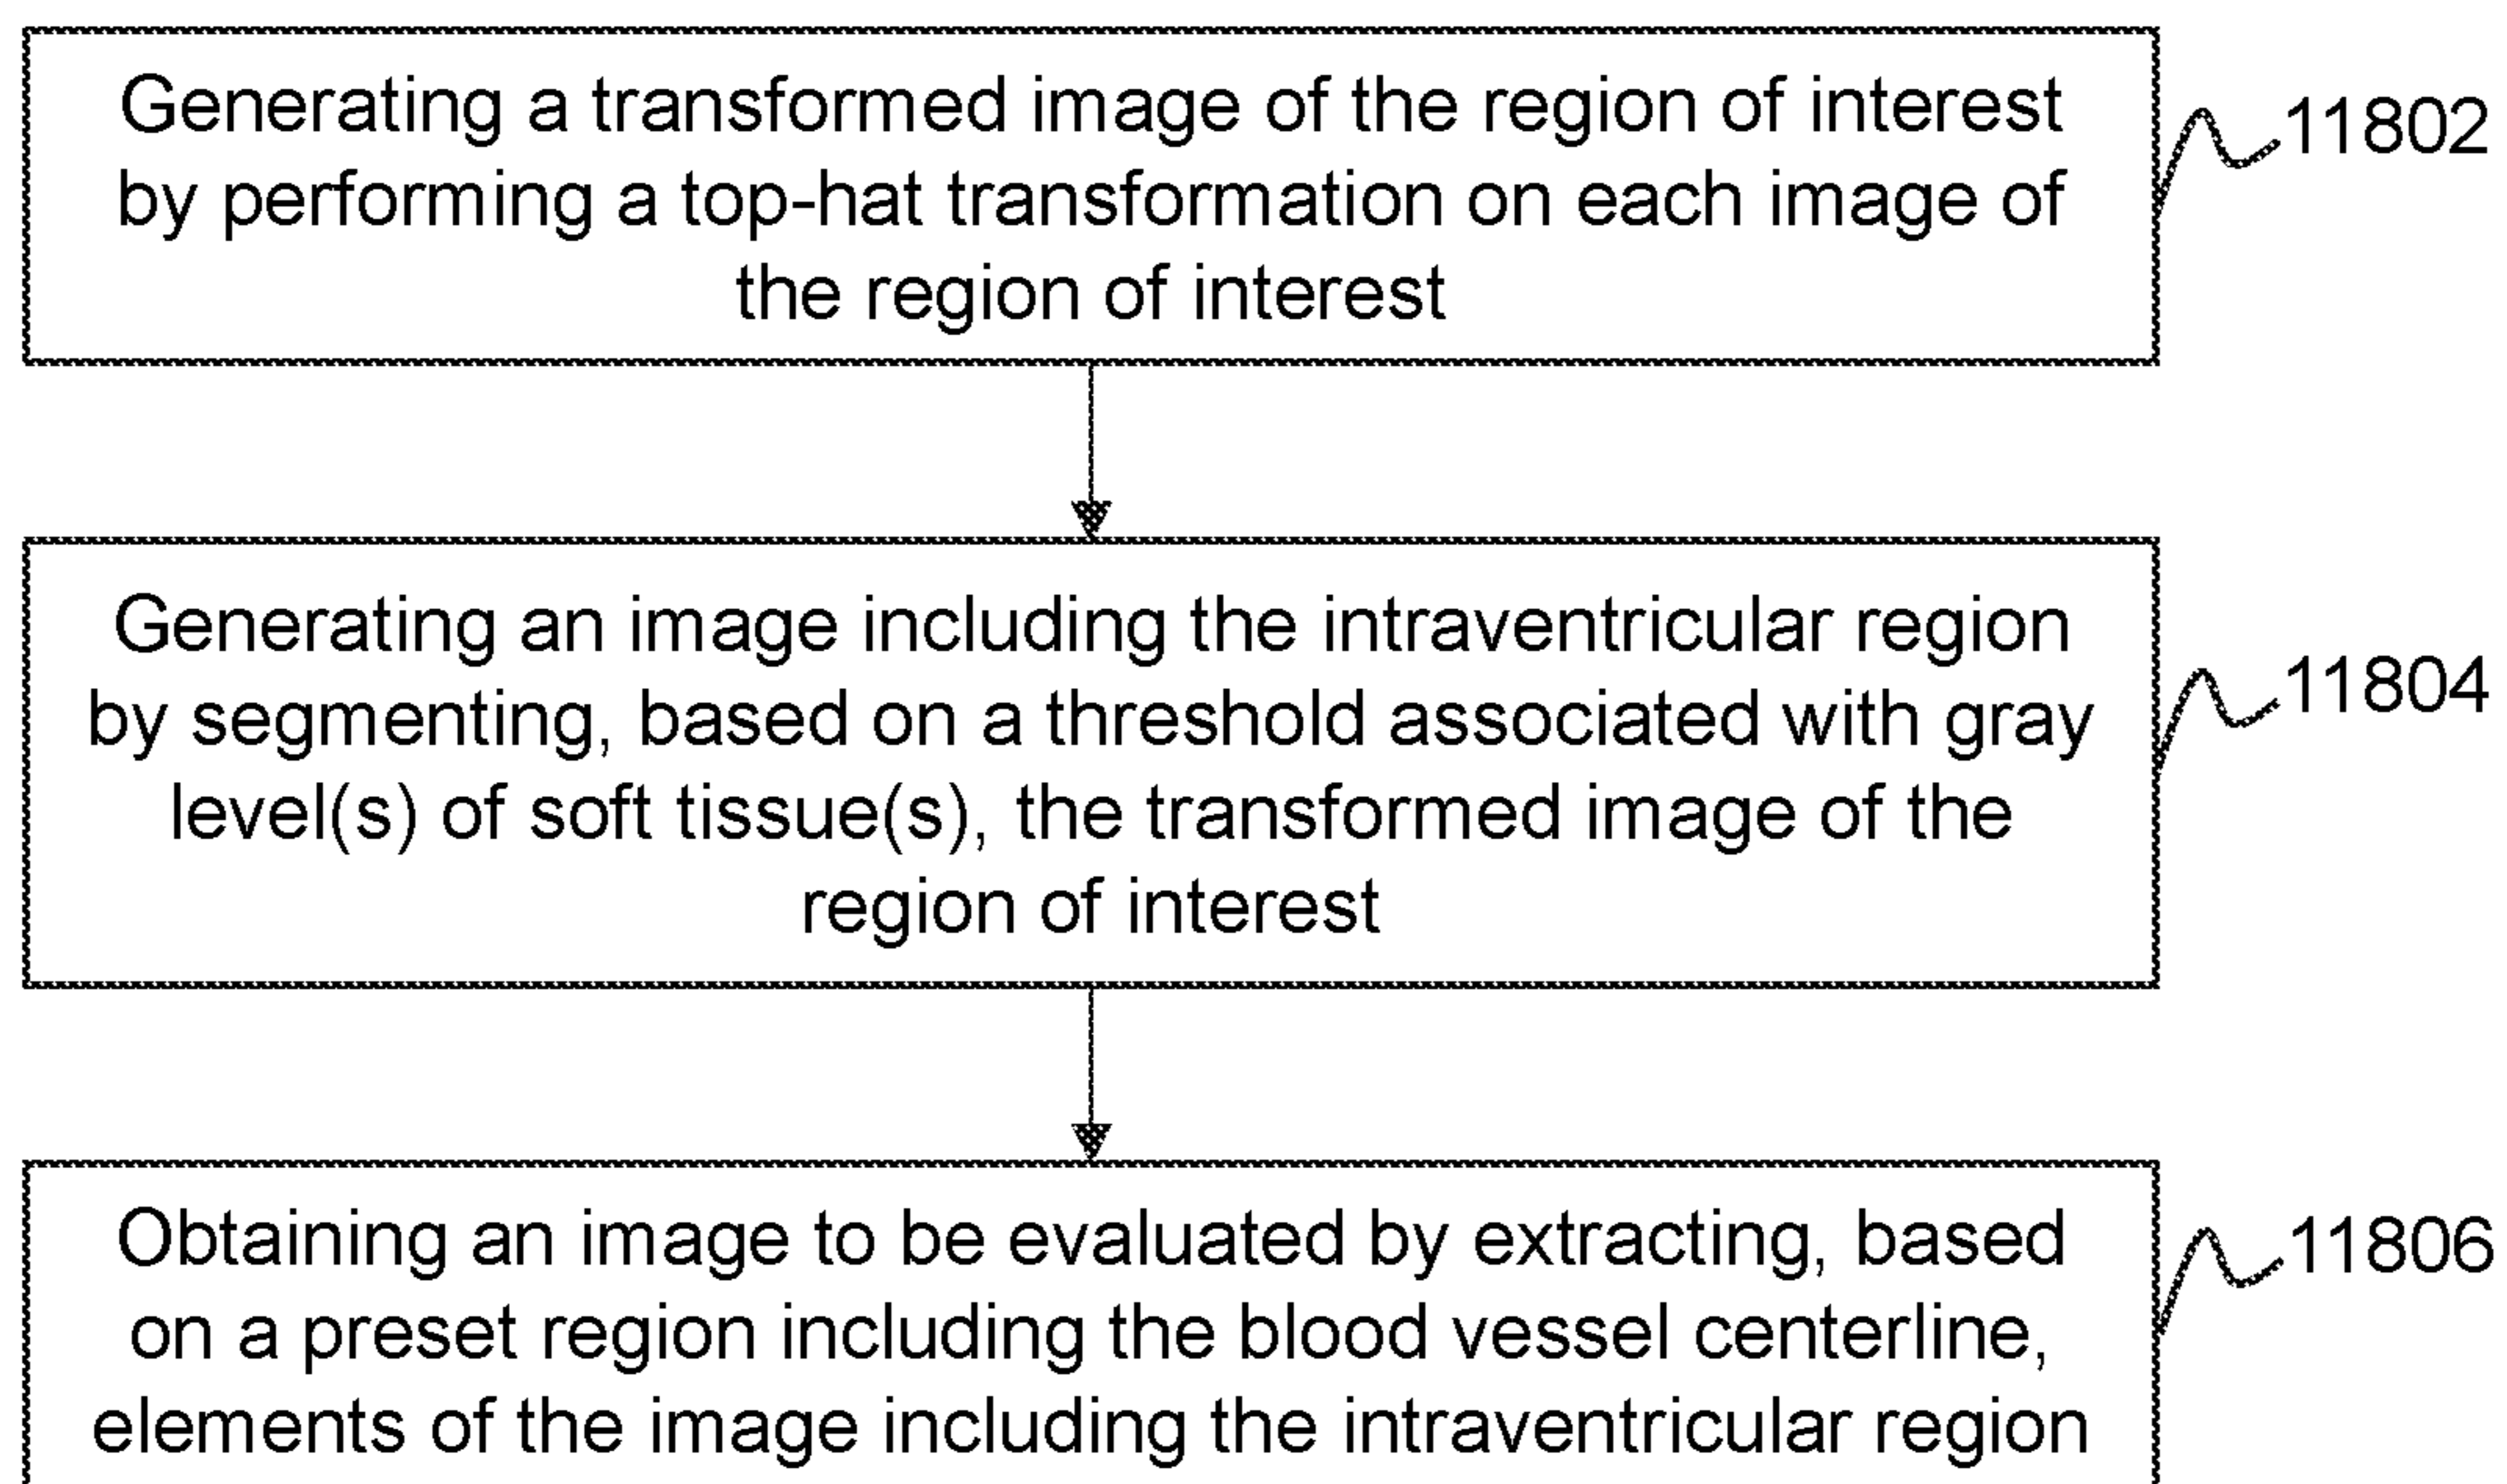 Generating a transformed image of the region of interest
by performing a top-hat transformation on each image of
the region of interest
11802
Generating an image including the intraventricular region
by segmenting, based on a threshold associated with gray
level(s) of soft tissue(s), the transformed image of the
region of interest
11804
Obtaining an image to be evaluated by extracting, based
on a preset region including the blood vessel centerline,
elements of the image including the intraventricular region
11806